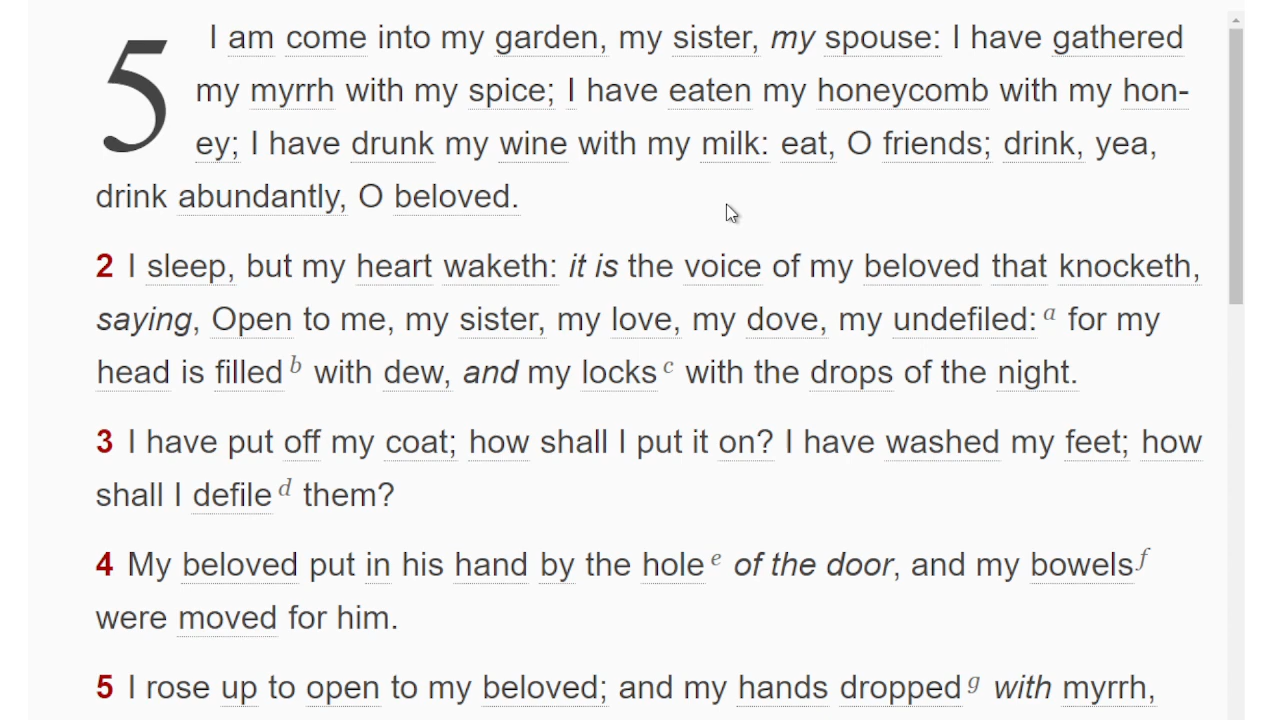 5 I am come into my garden, my sister, my spouse: I have gathered
my myrrh with my spice; I have eaten my honeycomb with my hon-
ey; I have drunk my wine with my milk: eat, O friends; drink, yea,
drink abundantly, O beloved.
2 I sleep, but my heart waketh: it is the voice of my beloved that knocketh,
saying, Open to me, my sister, my love, my dove, my undefiled: a for my
head is filled b with dew, and my locks c with the drops of the night.
3 I have put off my coat; how shall I put it on? I have washed my feet; how
shall I defile d them?
4 My beloved put in his hand by the hole e of the door, and my bowels f
were moved for him.
5 I rose up to open to my beloved; and my hands dropped g with myrrh,